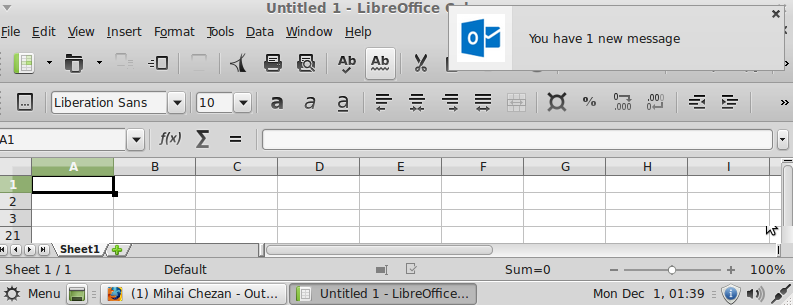 Untitled 1 - LibreOffice
You have 1 new message
File Edit View Insert Format Tools Data Window Help
Liberation Sans 10
A1 f(x) Σ =
A B C D E F G H I
1
2
3
21
Sheet1
Sheet 1 / 1 Default Sum=0 100%
Menu (1) Mihai Chezan - Out... Untitled 1 - LibreOffice... Mon Dec 1, 01:39